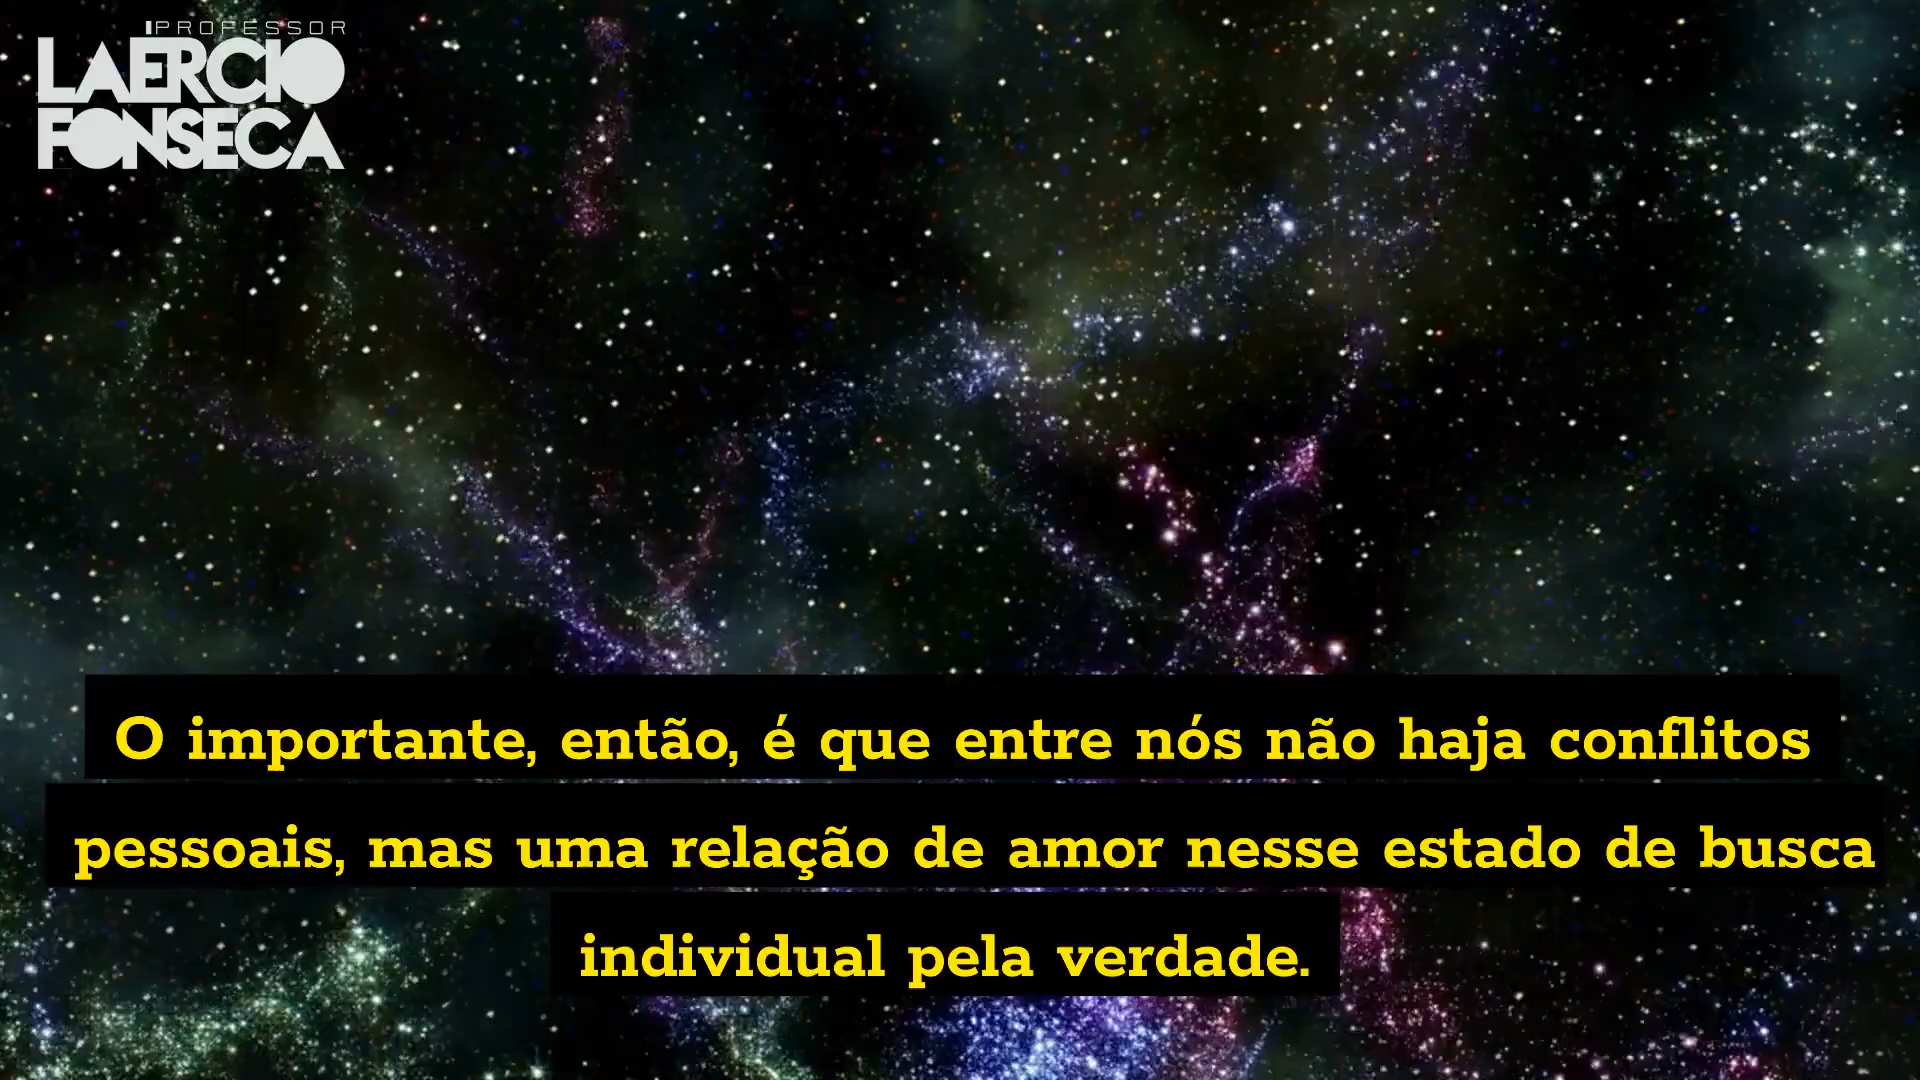 PROFESSOR
LAÉRCIO
FONSECA
O importante, então, é que entre nós não haja conflitos
pessoais, mas uma relação de amor nesse estado de busca
individual pela verdade.